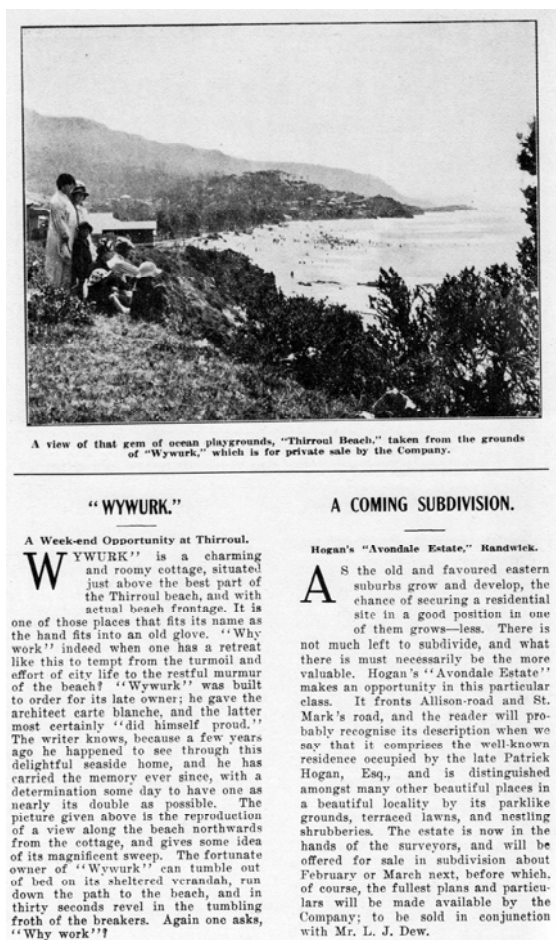 A view of that gem of ocean playgrounds, "Thirroul Beach," taken from the grounds
of "Wywurk," which is for private sale by the Company.
"WYWURK."
A Week-end Opportunity at Thirroul.
WYWURK" is a charming
and roomy cottage, situated
just above the best part of
the Thirroul beach, and with
actual beach frontage. It is
one of those places that fits its name as
the hand fits into an old glove. "Why
work" indeed when one has a retreat
like this to tempt from the turmoil and
effort of city life to the restful murmur
of the beach? "Wywurk" was built
to order for its late owner; he gave the
architect carte blanche, and the latter
most certainly "did himself proud."
The writer knows, because a few years
ago he happened to see through this
delightful seaside home, and he has
carried the memory ever since, with a
determination some day to have one as
nearly its double as possible. The
picture given above is the reproduction
of a view along the beach northwards
from the cottage, and gives some idea
of its magnificent sweep. The fortunate
owner of "Wywurk" can tumble out
of bed on its sheltered verandah, run
down the path to the beach, and in
thirty seconds revel in the tumbling
froth of the breakers. Again one asks,
"Why work"?
A COMING SUBDIVISION.
Hogan's "Avondale Estate," Randwick.
AS the old and favoured eastern
suburbs grow and develop, the
chance of securing a residential
site in a good position in one
of them grows—less. There is
not much left to subdivide, and what
there is must necessarily be the more
valuable. Hogan's "Avondale Estate"
makes an opportunity in this particular
class. It fronts Allison-road and St.
Mark's road, and the reader will pro-
bably recognise its description when we
say that it comprises the well-known
residence occupied by the late Patrick
Hogan, Esq., and is distinguished
amongst many other beautiful places in
a beautiful locality by its parklike
grounds, terraced lawns, and nestling
shrubberies. The estate is now in the
hands of the surveyors, and will be
offered for sale in subdivision about
February or March next, before which,
of course, the fullest plans and particu-
lars will be made available by the
Company; to be sold in conjunction
with Mr. L. J. Dew.